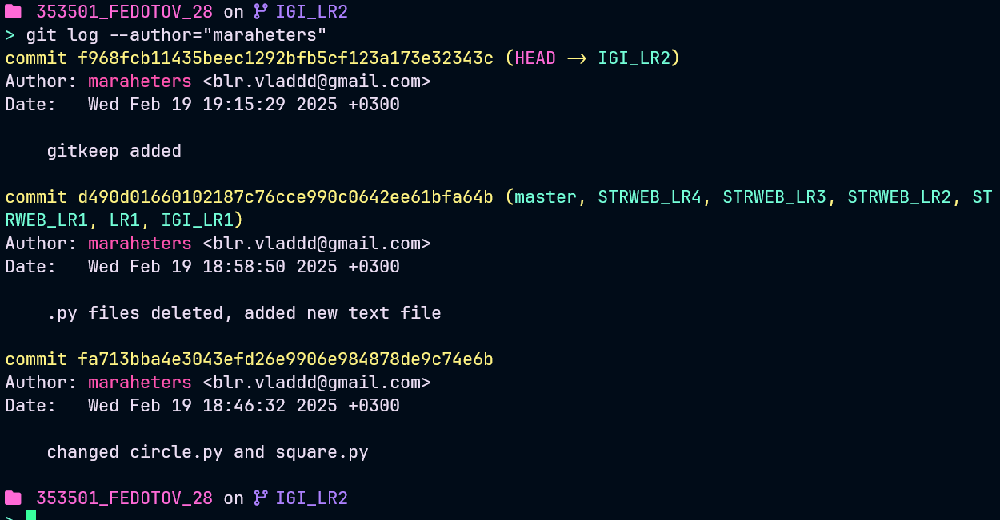 353501_FEDOTOV_28 on IGI_LR2
> git log --author="maraheters"
commit f968fcb11435beec1292bfb5cf123a173e32343c (HEAD -> IGI_LR2)
Author: maraheters <blr.vladdd@gmail.com>
Date:   Wed Feb 19 19:15:29 2025 +0300
gitkeep added
commit d490d01660102187c76cce990c0642ee61bfa64b (master, STRWEB_LR4, STRWEB_LR3, STRWEB_LR2, ST
RWEB_LR1, LR1, IGI_LR1)
Author: maraheters <blr.vladdd@gmail.com>
Date:   Wed Feb 19 18:58:50 2025 +0300
.py files deleted, added new text file
commit fa713bba4e3043efd26e9906e984878de9c74e6b
Author: maraheters <blr.vladdd@gmail.com>
Date:   Wed Feb 19 18:46:32 2025 +0300
changed circle.py and square.py
353501_FEDOTOV_28 on IGI_LR2
>